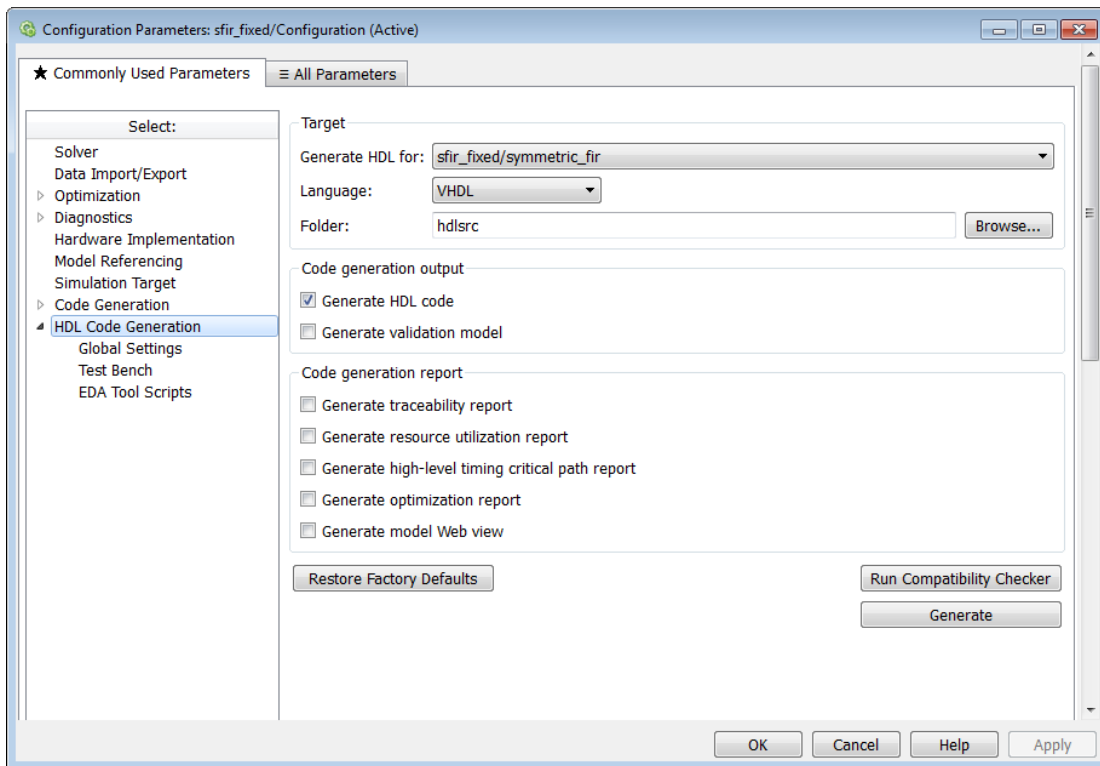 Configuration Parameters: sfir_fixed/Configuration (Active)
★ Commonly Used Parameters
≡ All Parameters
Select:
Solver
Data Import/Export
Optimization
Diagnostics
Hardware Implementation
Model Referencing
Simulation Target
Code Generation
HDL Code Generation
Global Settings
Test Bench
EDA Tool Scripts
Target
Generate HDL for: sfir_fixed/symmetric_fir
Language: VHDL
Folder: hdlsrc Browse...
Code generation output
Generate HDL code
Generate validation model
Code generation report
Generate traceability report
Generate resource utilization report
Generate high-level timing critical path report
Generate optimization report
Generate model Web view
Restore Factory Defaults Run Compatibility Checker
Generate
OK Cancel Help Apply